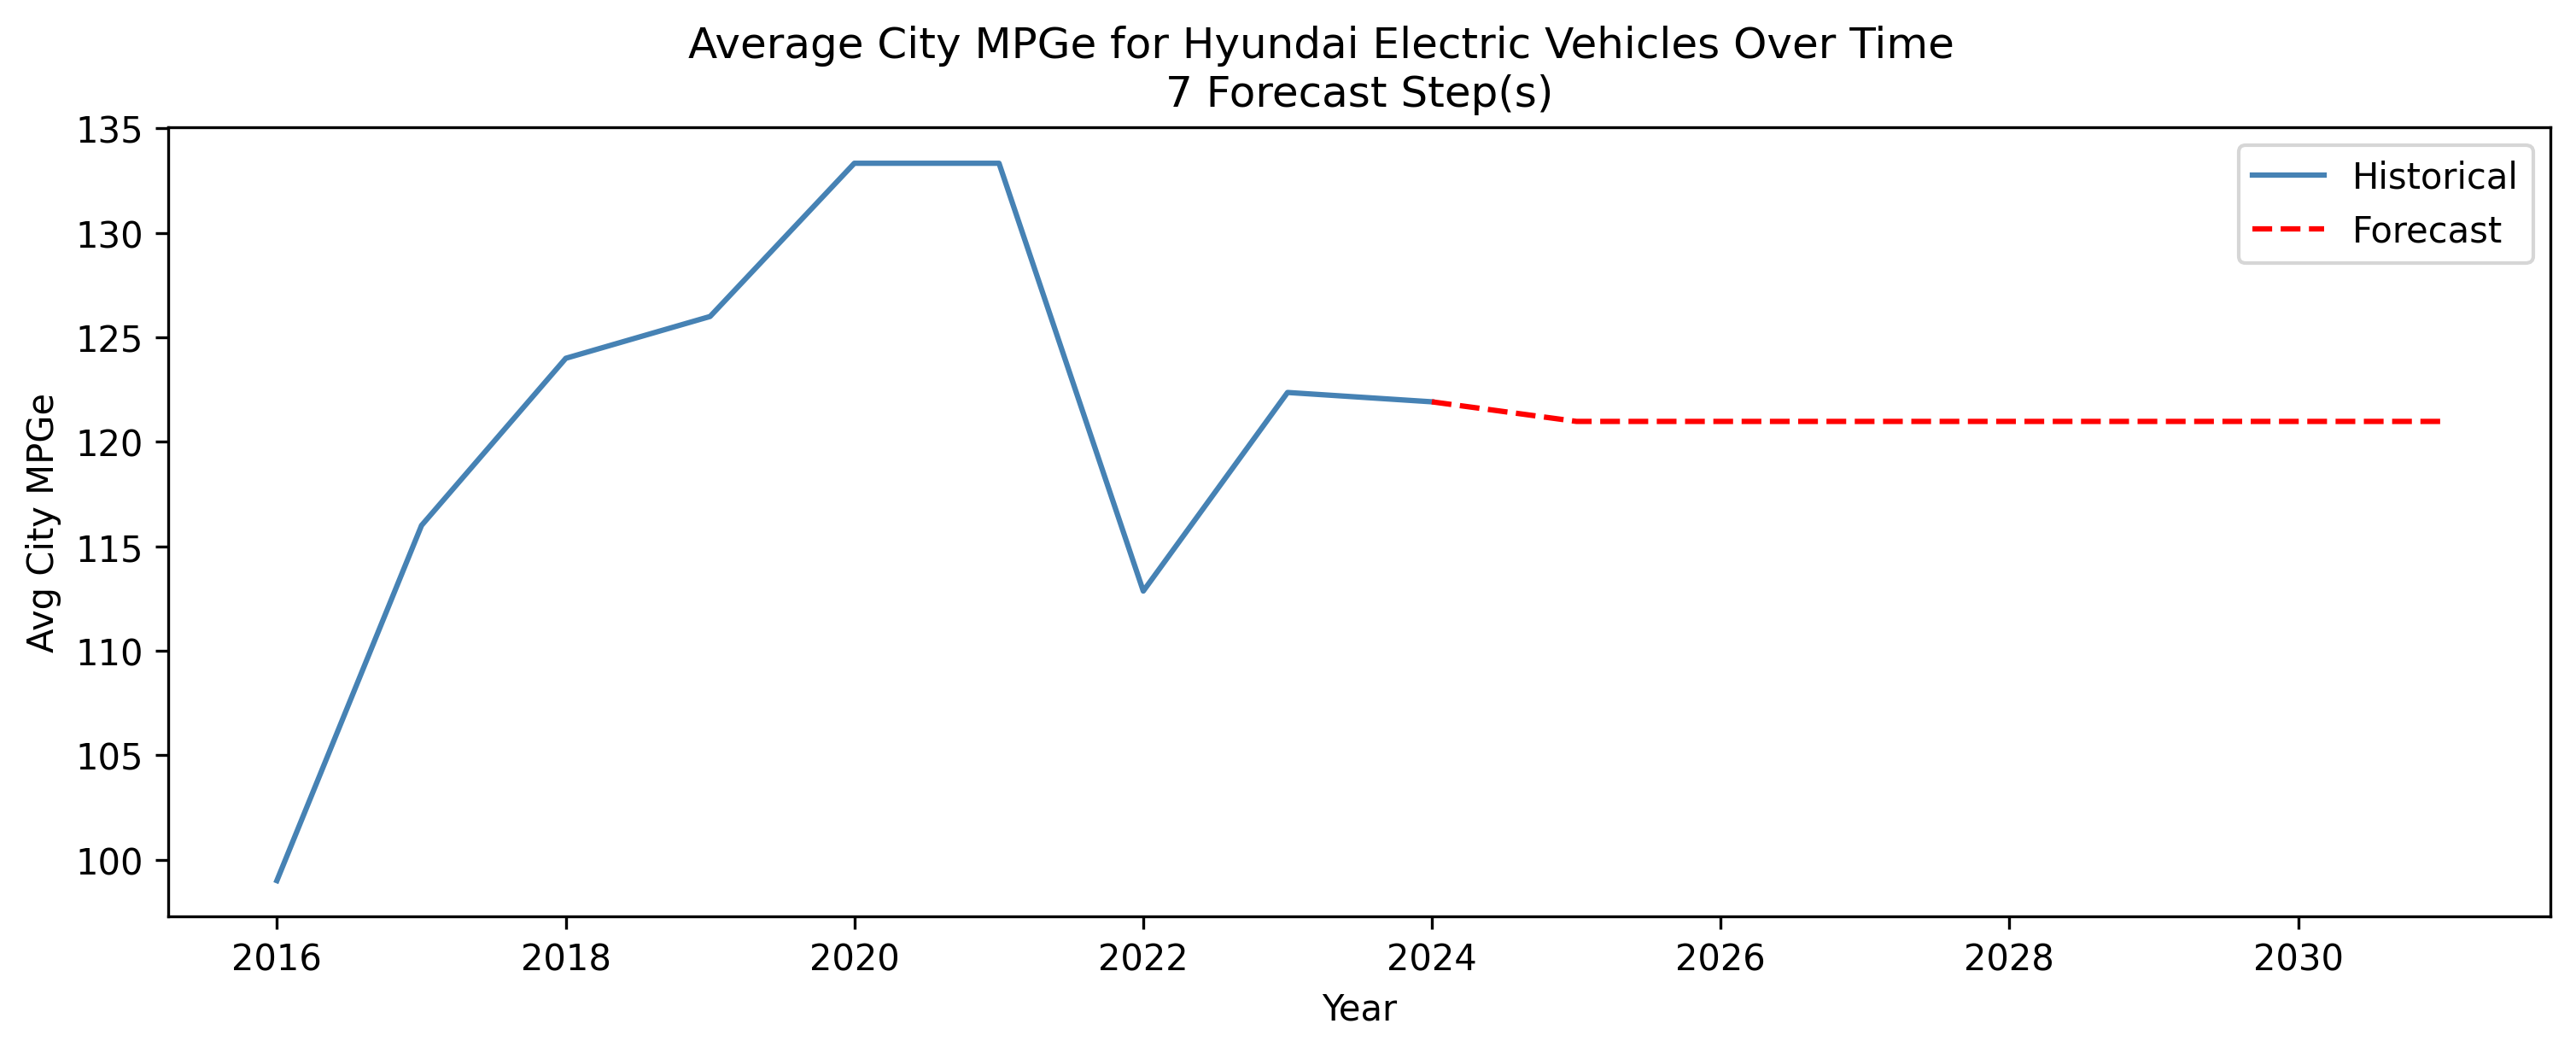 Average City MPGe for Hyundai Electric Vehicles Over Time
7 Forecast Step(s)
135
130
125
120
115
110
105
100
Avg City MPGe
Historical
Forecast
2016
2018
2020
2022
2024
2026
2028
2030
Year